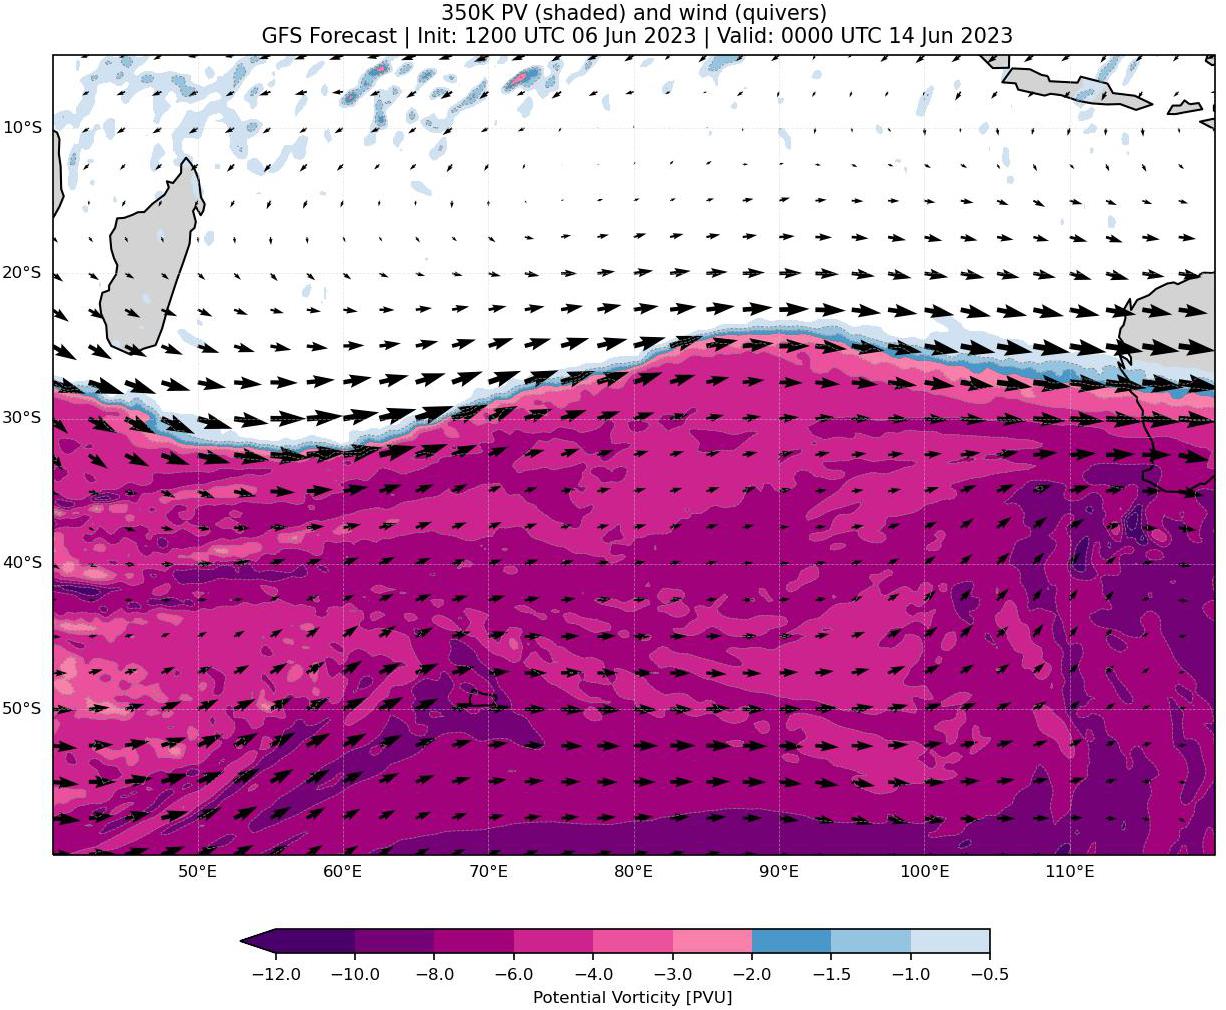 350K PV (shaded) and wind (quivers)
GFS Forecast | Init: 1200 UTC 06 Jun 2023 | Valid: 0000 UTC 14 Jun 2023
10°S
20°S
30°S
40°S
50°S
50°E 60°E 70°E 80°E 90°E 100°E 110°E
−12.0 −10.0 −8.0 −6.0 −4.0 −3.0 −2.0 −1.5 −1.0 −0.5
Potential Vorticity [PVU]